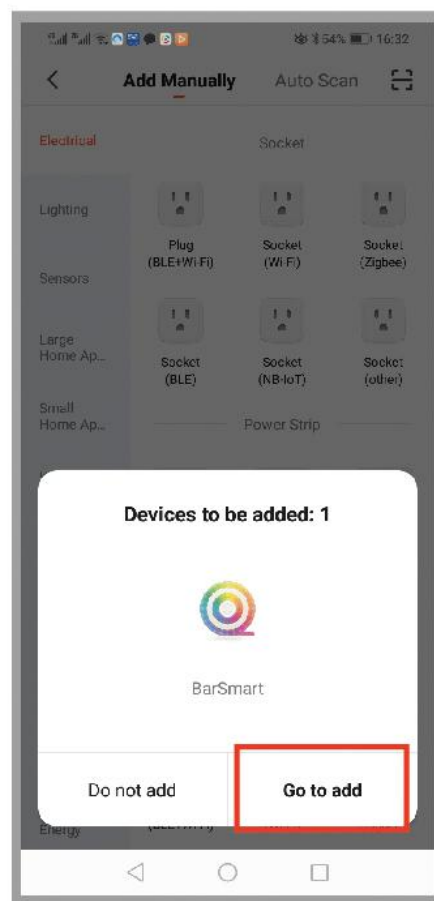 54% 16:32
Add Manually Auto Scan
Electrical
Socket
Lighting
Plug
(BLE+Wi-Fi)
Socket
(Wi-Fi)
Socket
(Zigbee)
Sensors
Large
Home Ap...
Socket
(BLE)
Socket
(NB-IoT)
Socket
(other)
Small
Home Ap...
Power Strip
Devices to be added: 1
BarSmart
Do not add
Go to add
Energy